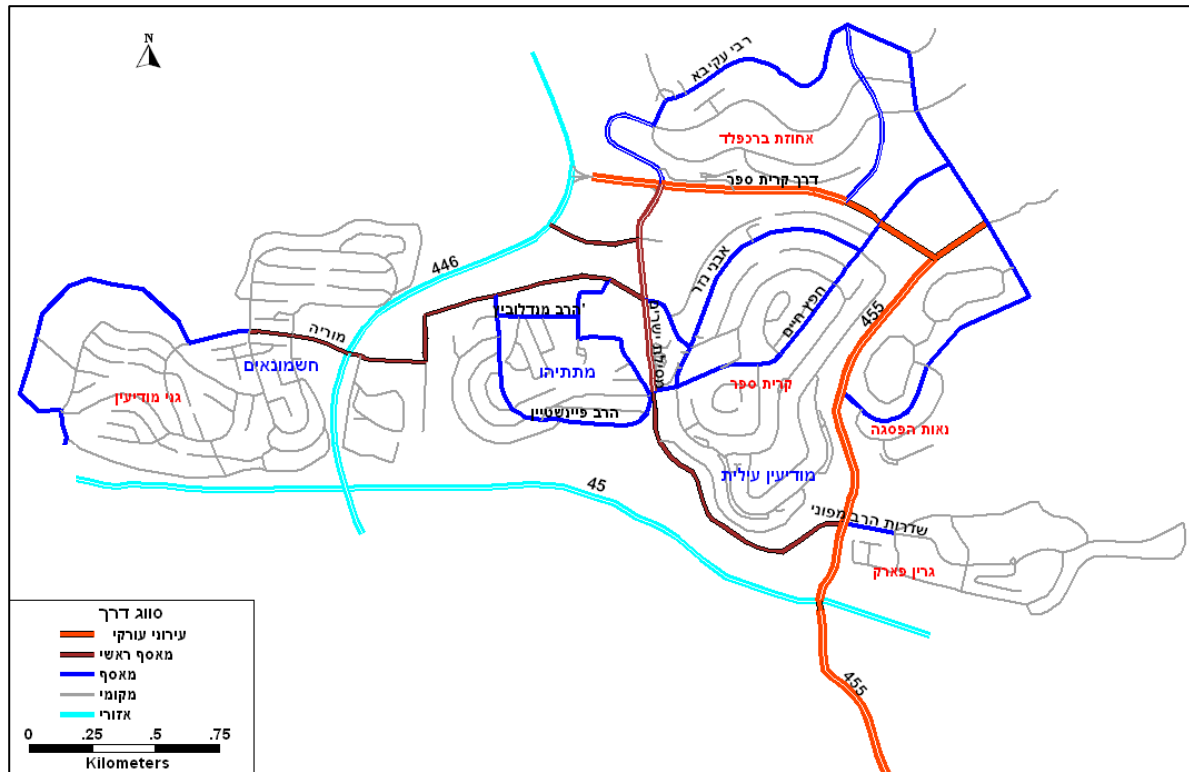 N
רבי עקיבא
אחוזת ברכפלד
דרך קרית ספר
446
אבני נזר
הרב מנדלוביץ'
חפץ חיים
455
מוריה
חשמונאים
מסילת ישרים
מתתיהו
קרית ספר
גני מודיעין
הרב פיינשטיין
נאות הפסגה
מודיעין עילית
45
שדרות הרב מפוני
גרין פארק
455
סווג דרך
עירוני עורקי
מאסף ראשי
מאסף
מקומי
אזורי
0 .25 .5 .75
Kilometers